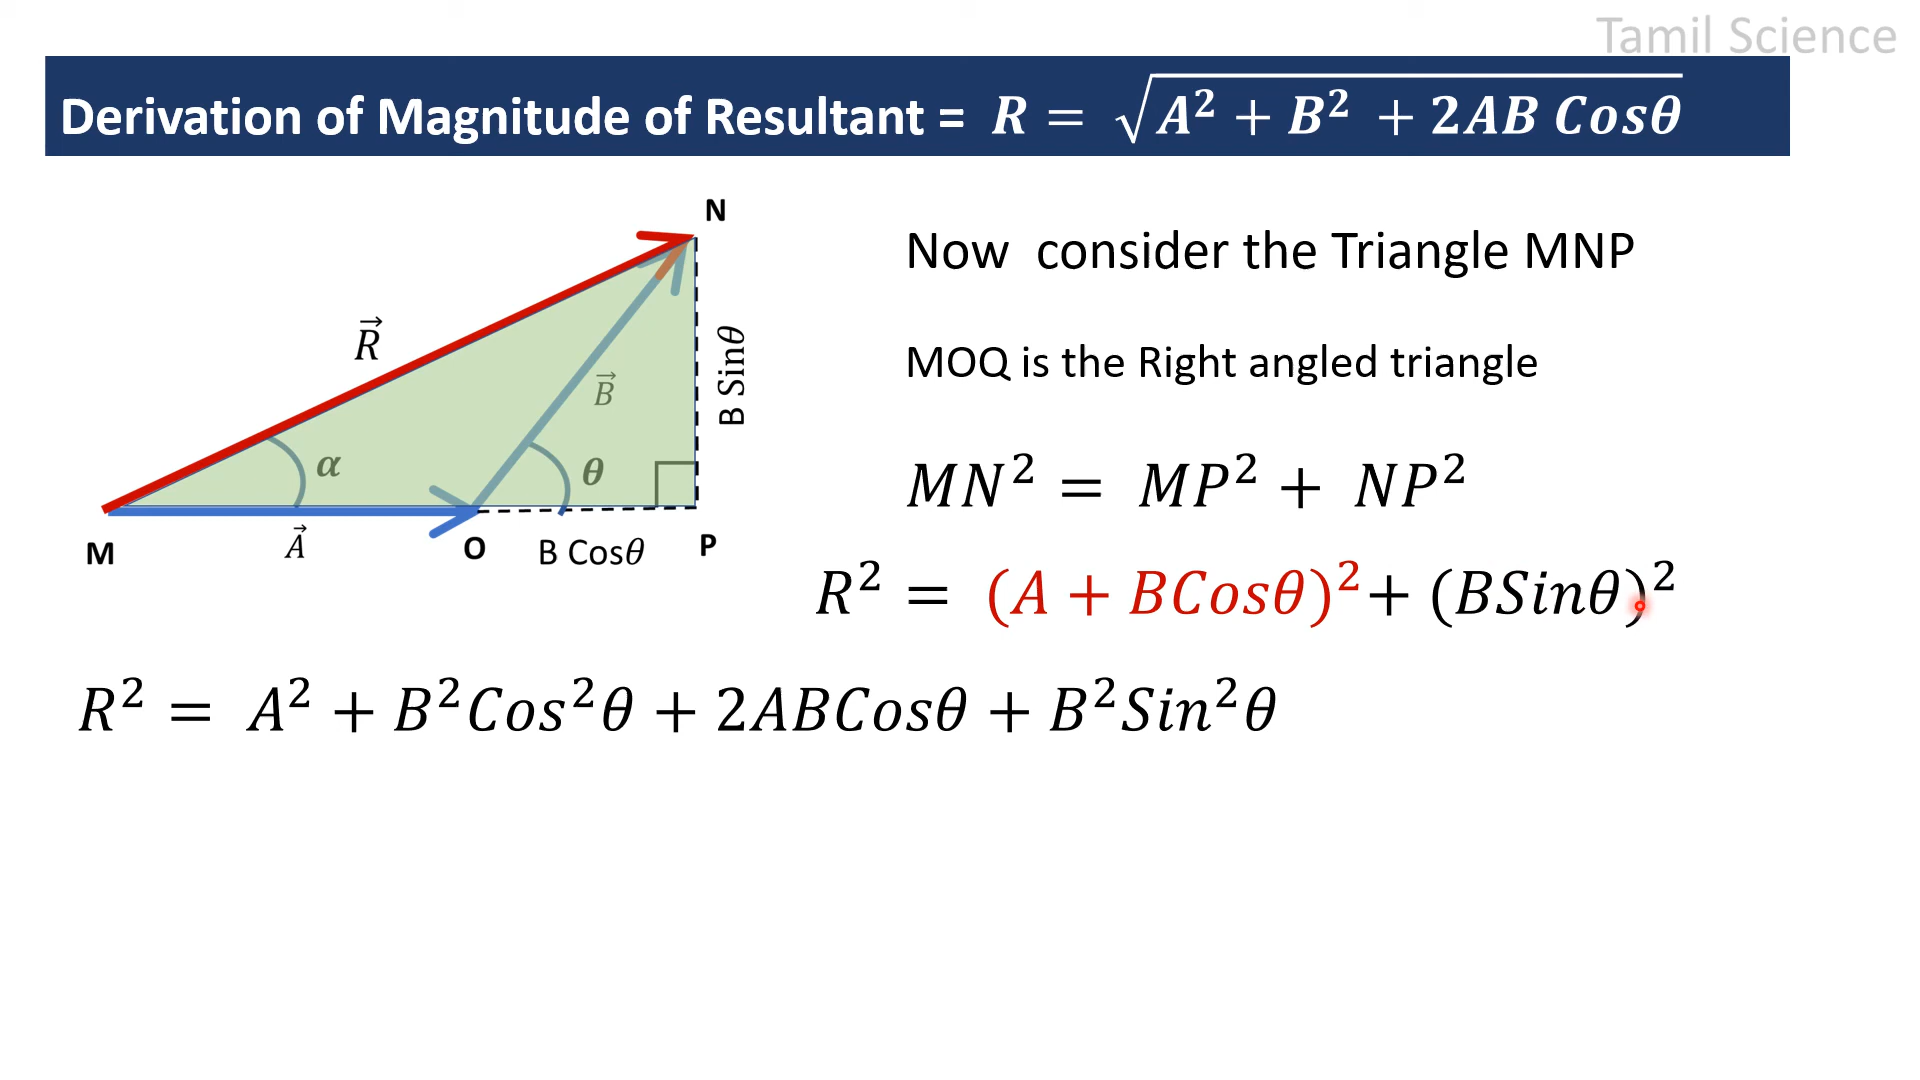 Tamil Science
Derivation of Magnitude of Resultant = R = √(A² + B² + 2AB Cosθ)
N
Now consider the Triangle MNP
R⃗
B⃗
B Sinθ
MOQ is the Right angled triangle
α
θ
MN² = MP² + NP²
M
A⃗
O
B Cosθ
P
R² = (A + BCosθ)² + (BSinθ)²
R² = A² + B²Cos²θ + 2ABCosθ + B²Sin²θ